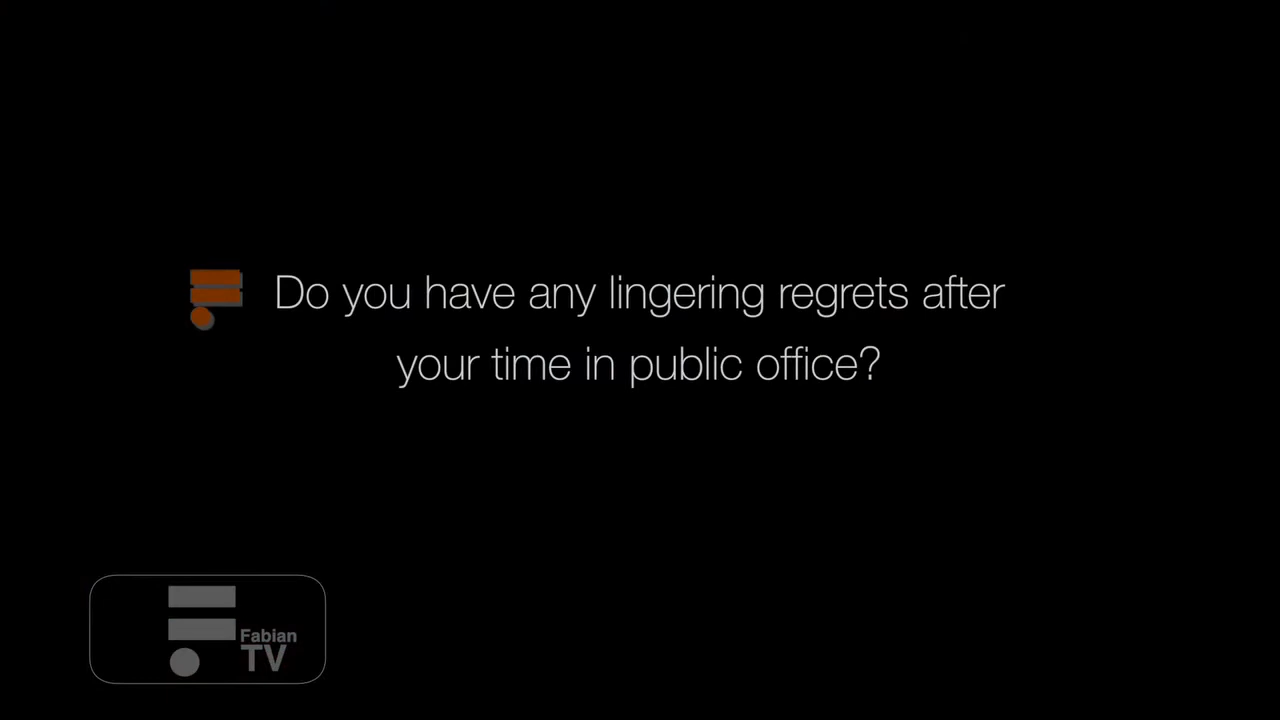 Do you have any lingering regrets after
your time in public office?
Fabian
TV